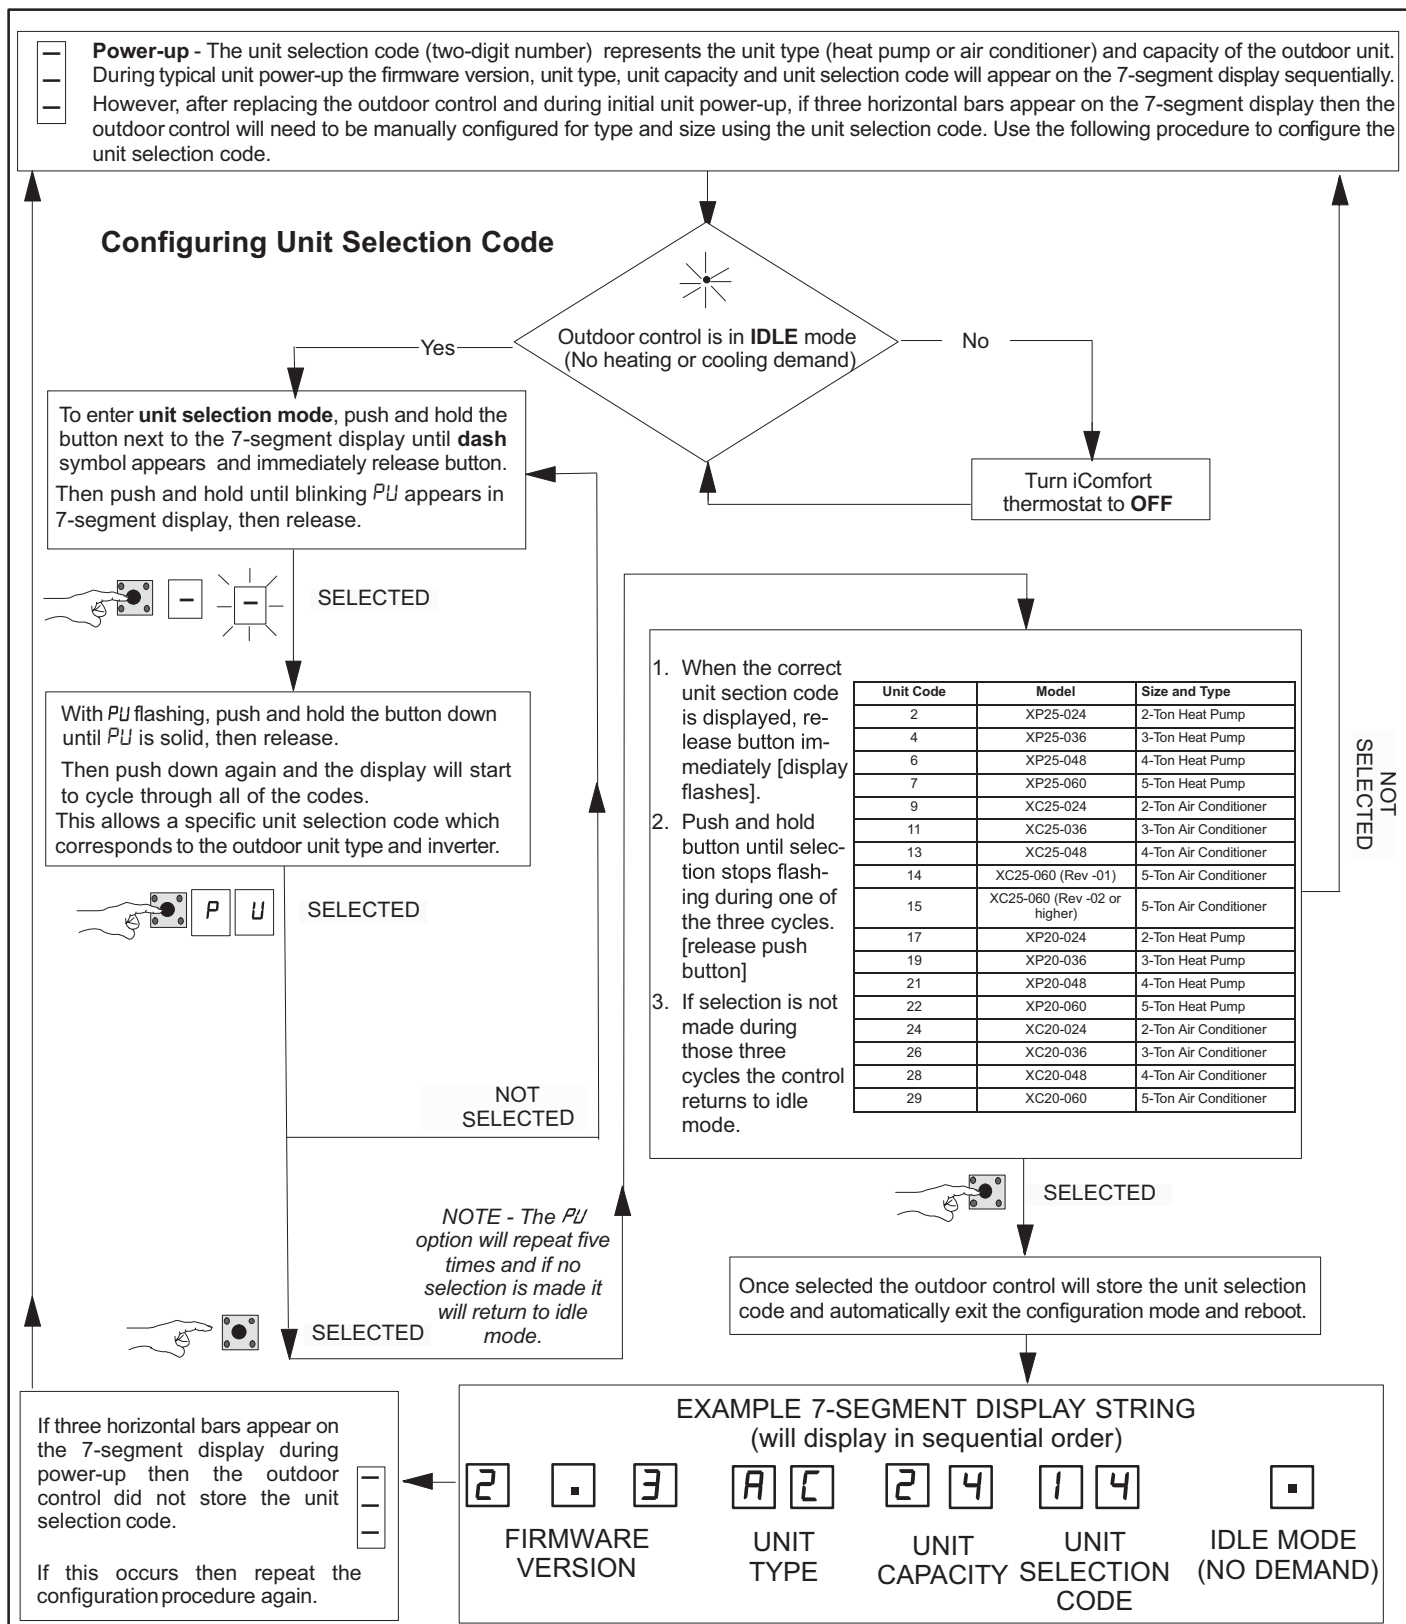 Power-up - The unit selection code (two-digit number) represents the unit type (heat pump or air conditioner) and capacity of the outdoor unit.
During typical unit power-up the firmware version, unit type, unit capacity and unit selection code will appear on the 7-segment display sequentially.
However, after replacing the outdoor control and during initial unit power-up, if three horizontal bars appear on the 7-segment display then the
outdoor control will need to be manually configured for type and size using the unit selection code. Use the following procedure to configure the
unit selection code.
Configuring Unit Selection Code
Outdoor control is in IDLE mode
(No heating or cooling demand)
Yes
No
Turn iComfort
thermostat to OFF
To enter unit selection mode, push and hold the
button next to the 7-segment display until dash
symbol appears and immediately release button.
Then push and hold until blinking PU appears in
7-segment display, then release.
SELECTED
With PU flashing, push and hold the button down
until PU is solid, then release.
Then push down again and the display will start
to cycle through all of the codes.
This allows a specific unit selection code which
corresponds to the outdoor unit type and inverter.
P U SELECTED
NOT
SELECTED
NOTE - The PU
option will repeat five
times and if no
selection is made it
will return to idle
mode.
SELECTED
1. When the correct
unit section code
is displayed, re-
lease button im-
mediately [display
flashes].
2. Push and hold
button until selec-
tion stops flash-
ing during one of
the three cycles.
[release push
button]
3. If selection is not
made during
those three
cycles the control
returns to idle
mode.
Unit Code Model Size and Type
2 XP25-024 2-Ton Heat Pump
4 XP25-036 3-Ton Heat Pump
6 XP25-048 4-Ton Heat Pump
7 XP25-060 5-Ton Heat Pump
9 XC25-024 2-Ton Air Conditioner
11 XC25-036 3-Ton Air Conditioner
13 XC25-048 4-Ton Air Conditioner
14 XC25-060 (Rev -01) 5-Ton Air Conditioner
15 XC25-060 (Rev -02 or
higher) 5-Ton Air Conditioner
17 XP20-024 2-Ton Heat Pump
19 XP20-036 3-Ton Heat Pump
21 XP20-048 4-Ton Heat Pump
22 XP20-060 5-Ton Heat Pump
24 XC20-024 2-Ton Air Conditioner
26 XC20-036 3-Ton Air Conditioner
28 XC20-048 4-Ton Air Conditioner
29 XC20-060 5-Ton Air Conditioner
NOT
SELECTED
SELECTED
Once selected the outdoor control will store the unit selection
code and automatically exit the configuration mode and reboot.
EXAMPLE 7-SEGMENT DISPLAY STRING
(will display in sequential order)
2 . 3 A C 2 4 1 4 .
FIRMWARE
VERSION
UNIT
TYPE
UNIT
CAPACITY
UNIT
SELECTION
CODE
IDLE MODE
(NO DEMAND)
If three horizontal bars appear on
the 7-segment display during
power-up then the outdoor
control did not store the unit
selection code.
If this occurs then repeat the
configuration procedure again.